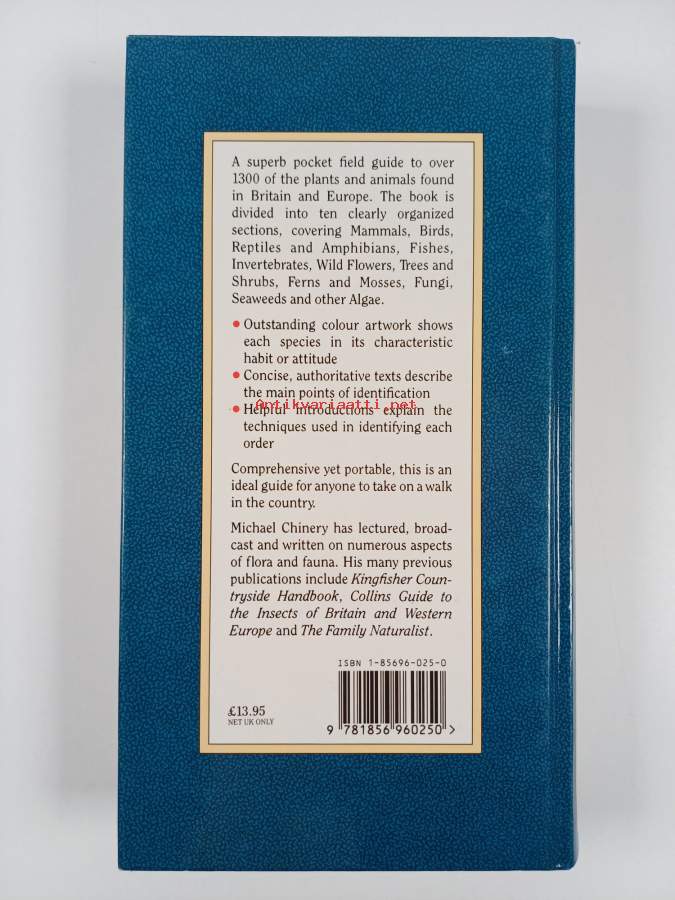 A superb pocket field guide to over
1300 of the plants and animals found
in Britain and Europe. The book is
divided into ten clearly organized
sections, covering Mammals, Birds,
Reptiles and Amphibians, Fishes,
Invertebrates, Wild Flowers, Trees and
Shrubs, Ferns and Mosses, Fungi,
Seaweeds and other Algae.
• Outstanding colour artwork shows
each species in its characteristic
habit or attitude
• Concise, authoritative texts describe
the main points of identification
Antikvariaatti.net
• Helpful introductions explain the
techniques used in identifying each
order
Comprehensive yet portable, this is an
ideal guide for anyone to take on a walk
in the country.
Michael Chinery has lectured, broad-
cast and written on numerous aspects
of flora and fauna. His many previous
publications include Kingfisher Coun-
tryside Handbook, Collins Guide to
the Insects of Britain and Western
Europe and The Family Naturalist.
ISBN 1-85696-025-0
£13.95
NET UK ONLY
9 781856 960250 >